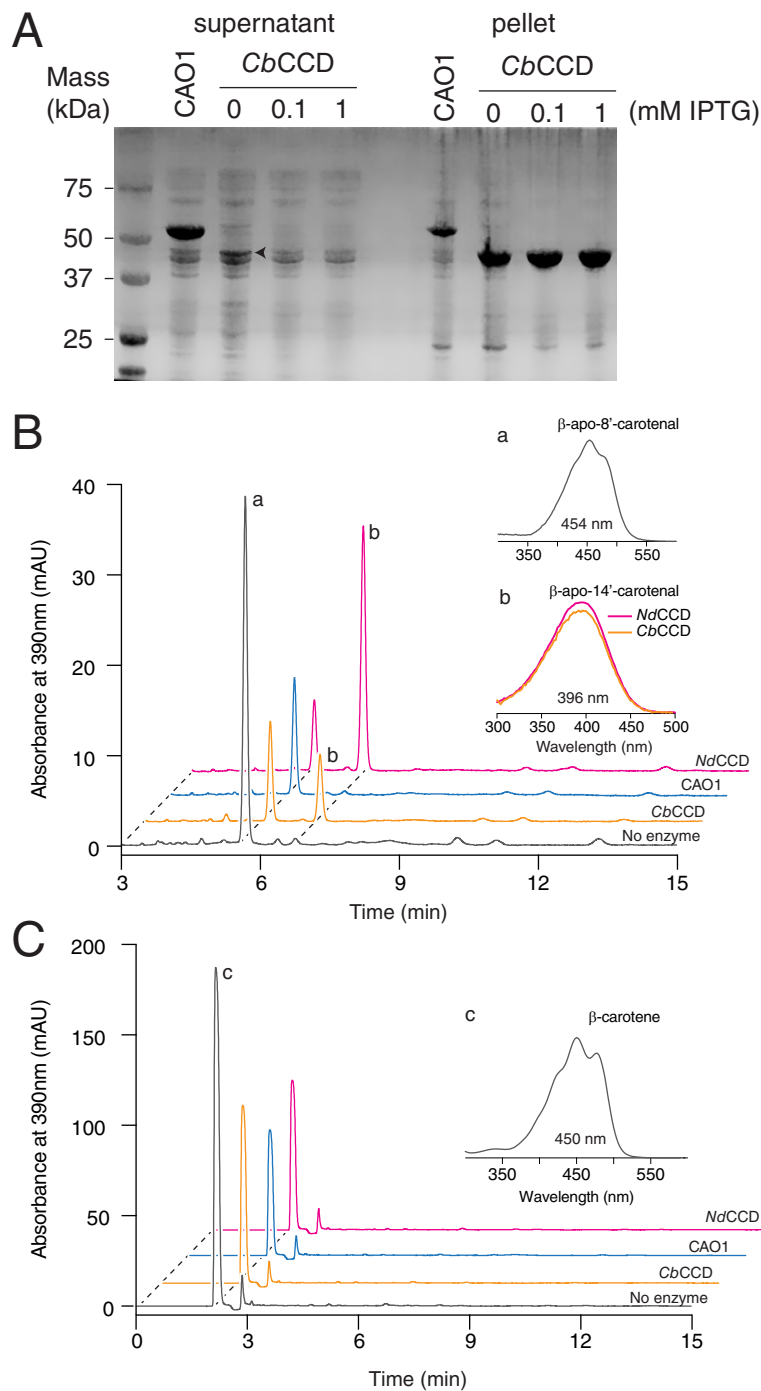 A
supernatant pellet
Mass (kDa) CAO1 CbCCD CAO1 CbCCD
0 0.1 1 0 0.1 1 (mM IPTG)
75
50
37
25
B
Absorbance at 390nm (mAU)
40
30
20
10
0
3 6 9 12 15
Time (min)
a
b
b
NdCCD
CAO1
CbCCD
No enzyme
a
β-apo-8'-carotenal
454 nm
350 450 550
b
β-apo-14'-carotenal
NdCCD
CbCCD
396 nm
300 350 400 450 500
Wavelength (nm)
C
Absorbance at 390nm (mAU)
200
150
100
50
0
0 3 6 9 12 15
Time (min)
c
NdCCD
CAO1
CbCCD
No enzyme
c
β-carotene
450 nm
350 450 550
Wavelength (nm)